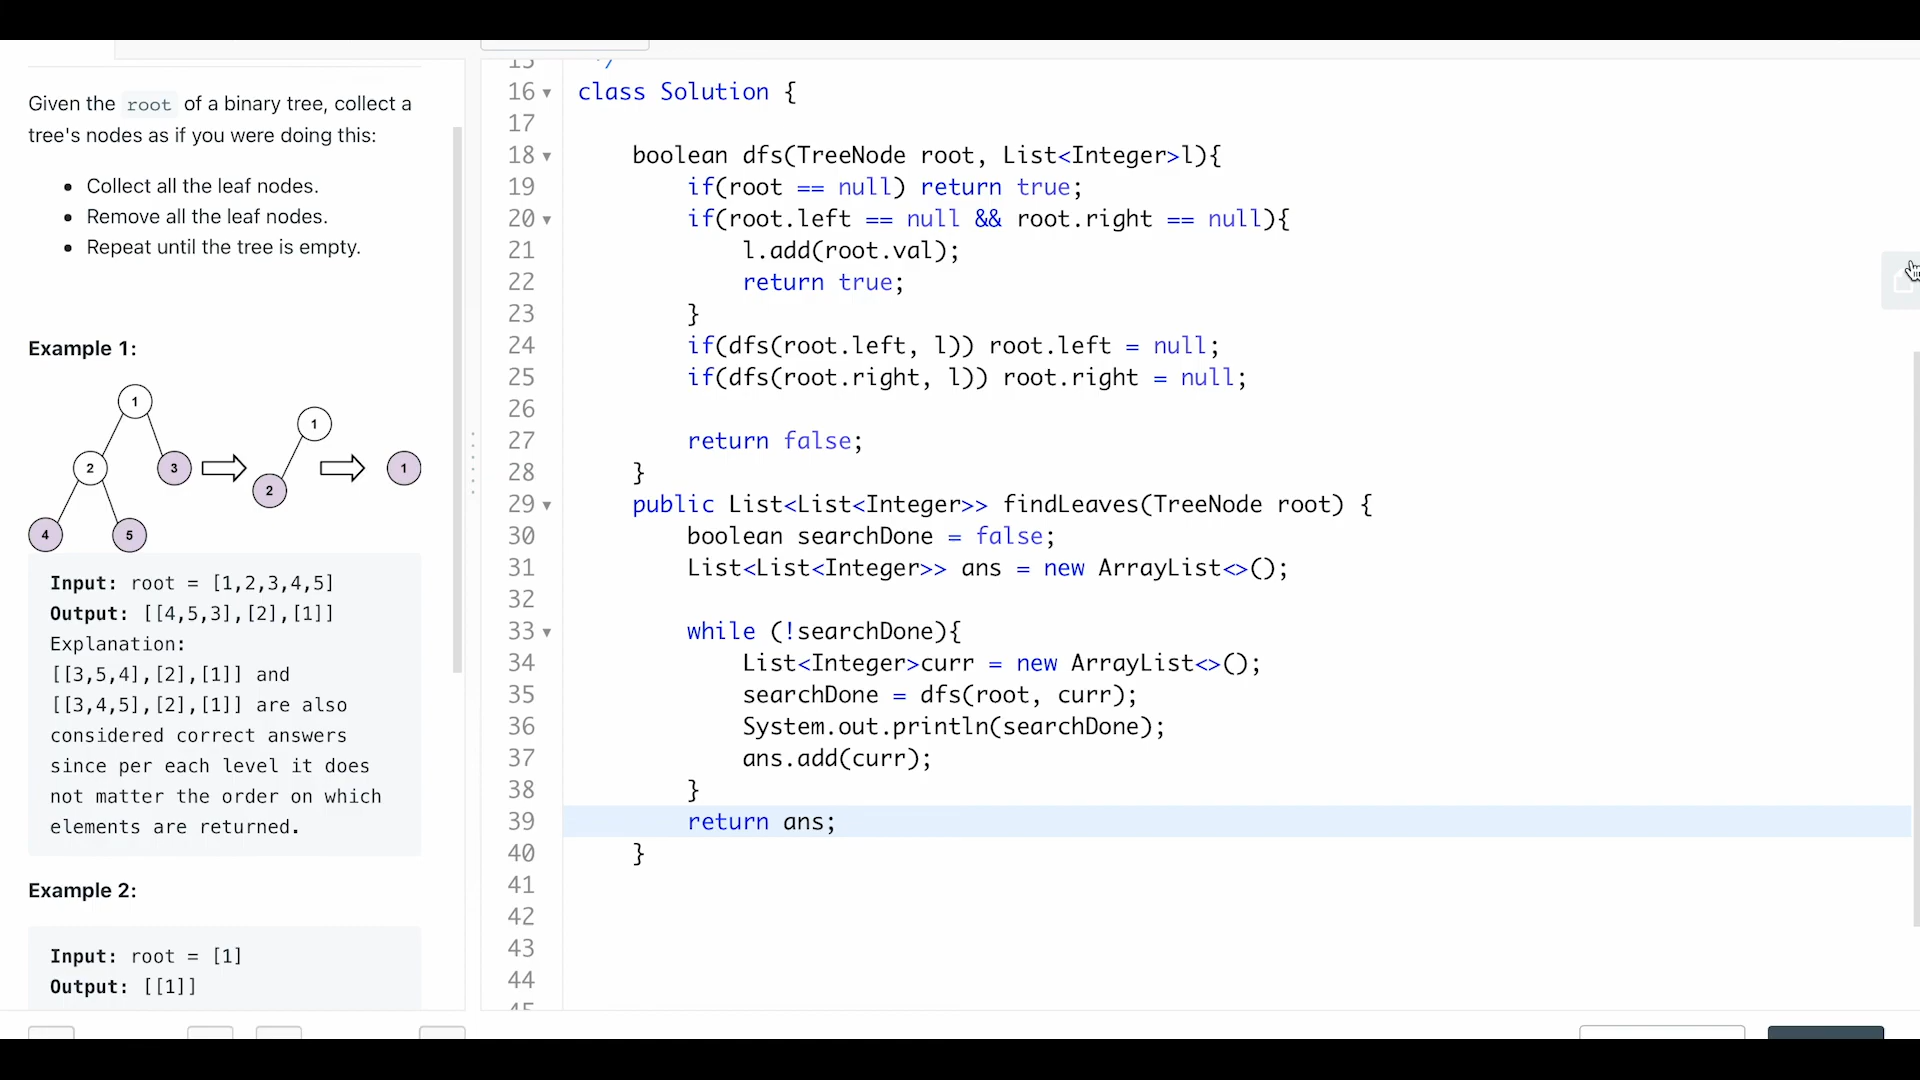 Given the root of a binary tree, collect a
tree's nodes as if you were doing this:
Collect all the leaf nodes.
Remove all the leaf nodes.
Repeat until the tree is empty.
Example 1:
1
2
3
4
5
1
2
1
Input: root = [1,2,3,4,5]
Output: [[4,5,3],[2],[1]]
Explanation:
[[3,5,4],[2],[1]] and
[[3,4,5],[2],[1]] are also
considered correct answers
since per each level it does
not matter the order on which
elements are returned.
Example 2:
Input: root = [1]
Output: [[1]]
15 */
16 class Solution {
17
18 boolean dfs(TreeNode root, List<Integer>l){
19 if(root == null) return true;
20 if(root.left == null && root.right == null){
21 l.add(root.val);
22 return true;
23 }
24 if(dfs(root.left, l)) root.left = null;
25 if(dfs(root.right, l)) root.right = null;
26
27 return false;
28 }
29 public List<List<Integer>> findLeaves(TreeNode root) {
30 boolean searchDone = false;
31 List<List<Integer>> ans = new ArrayList<>();
32
33 while (!searchDone){
34 List<Integer>curr = new ArrayList<>();
35 searchDone = dfs(root, curr);
36 System.out.println(searchDone);
37 ans.add(curr);
38 }
39 return ans;
40 }
41
42
43
44
45